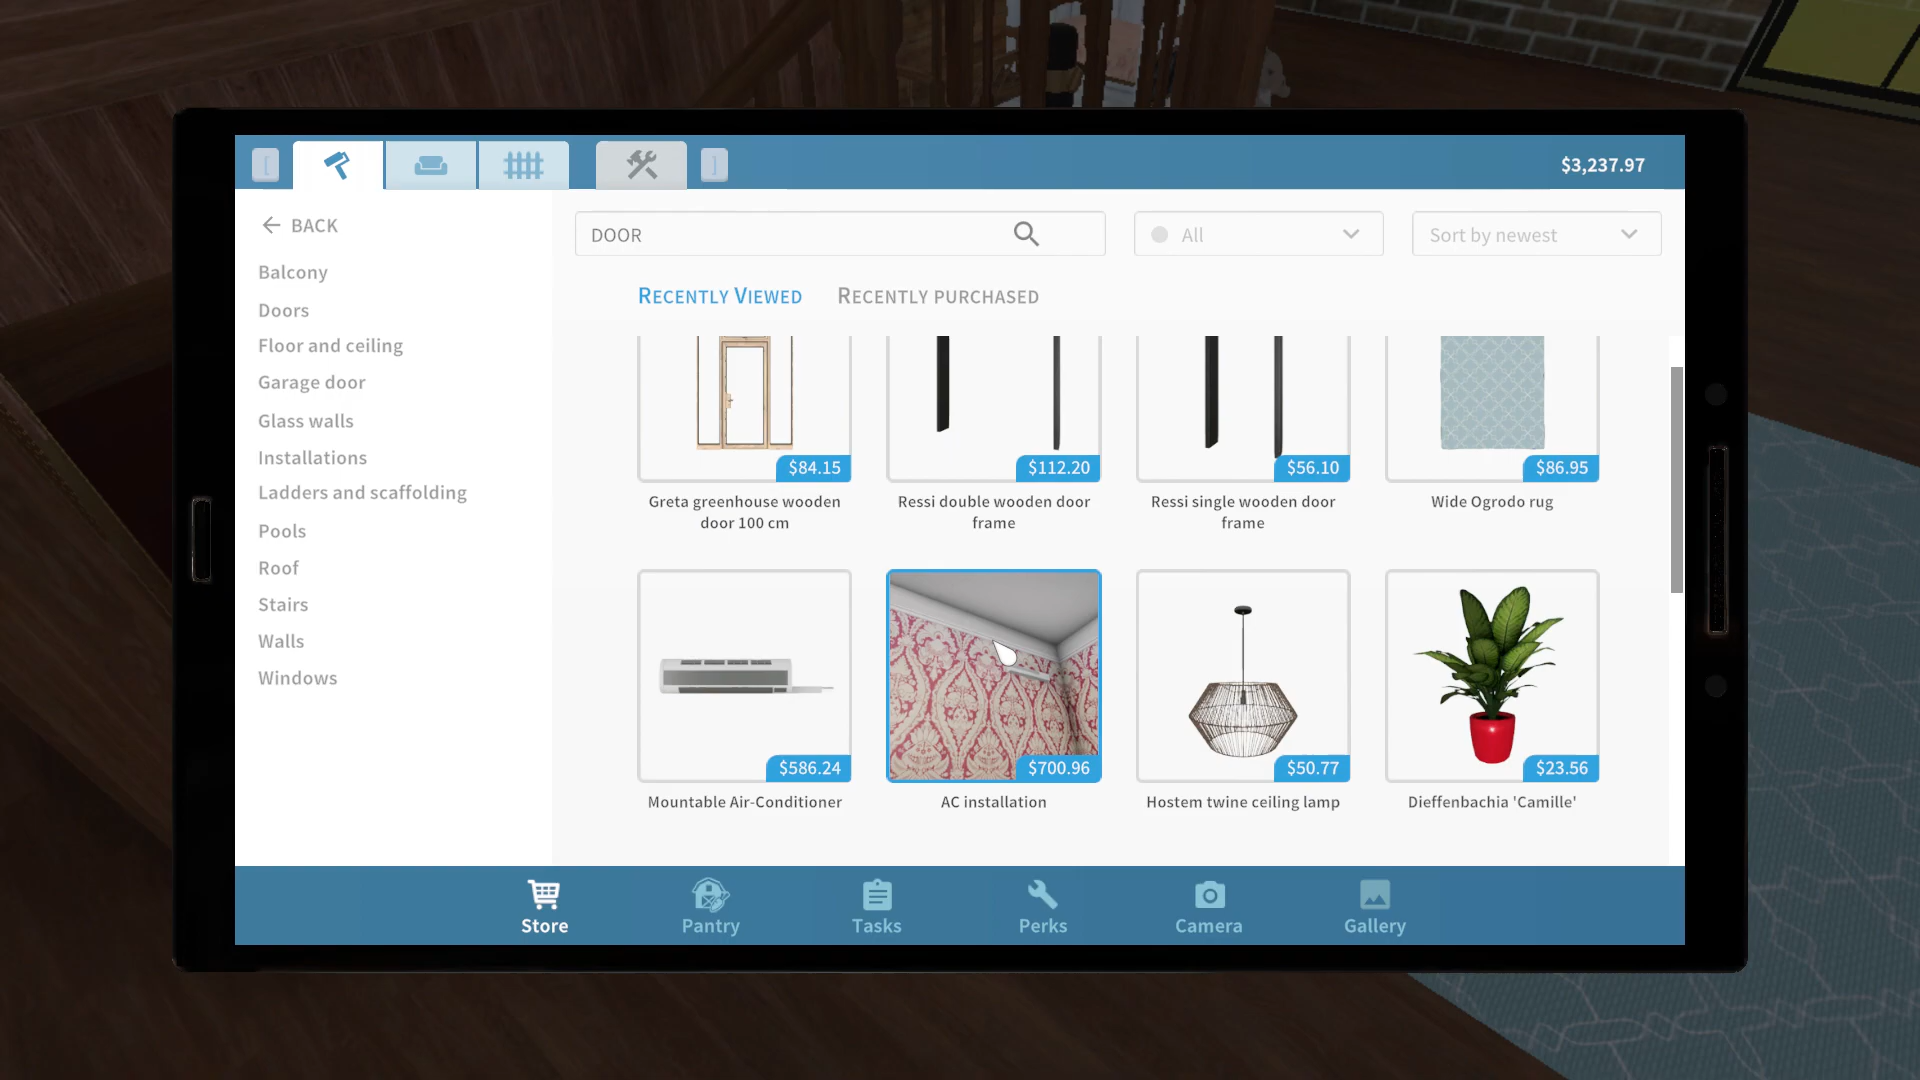 [
]
$3,237.97
BACK
Balcony
Doors
Floor and ceiling
Garage door
Glass walls
Installations
Ladders and scaffolding
Pools
Roof
Stairs
Walls
Windows
DOOR
All
Sort by newest
RECENTLY VIEWED
RECENTLY PURCHASED
$84.15
$112.20
$56.10
$86.95
Greta greenhouse wooden
door 100 cm
Ressi double wooden door
frame
Ressi single wooden door
frame
Wide Ogrodo rug
$586.24
$700.96
$50.77
$23.56
Mountable Air-Conditioner
AC installation
Hostem twine ceiling lamp
Dieffenbachia 'Camille'
Store
Pantry
Tasks
Perks
Camera
Gallery